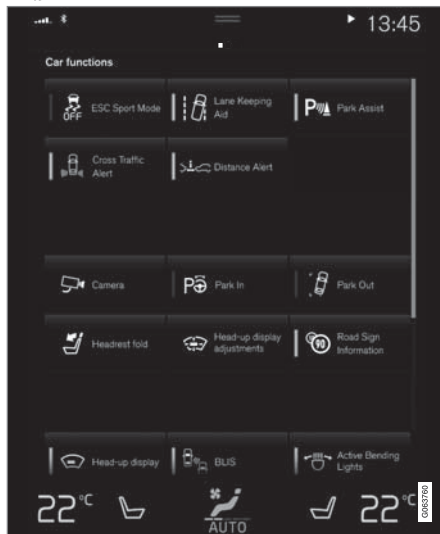 13:45
Car functions
OFF
ESC Sport Mode
Lane Keeping
Aid
P
Park Assist
Cross Traffic
Alert
Distance Alert
Camera
P
Park In
Park Out
Headrest fold
Head-up display
adjustments
90
Road Sign
Information
Head-up display
BUS
Active Bending
Lights
22°C
AUTO
22°C
G063760